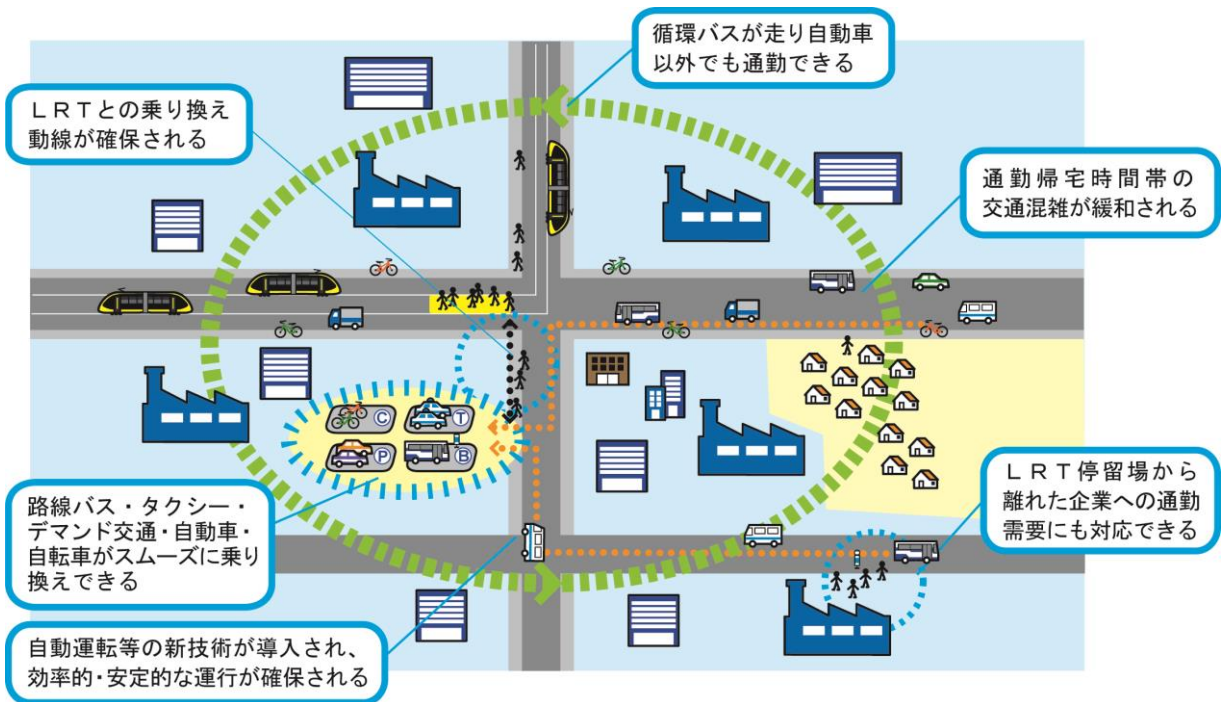 循環バスが走り自動車
以外でも通勤できる
ＬＲＴとの乗り換え
動線が確保される
通勤帰宅時間帯の
交通混雑が緩和される
C
T
P
B
ＬＲＴ停留場から
離れた企業への通勤
需要にも対応できる
路線バス・タクシー・
デマンド交通・自動車・
自転車がスムーズに乗り
換えできる
自動運転等の新技術が導入され、
効率的・安定的な運行が確保される